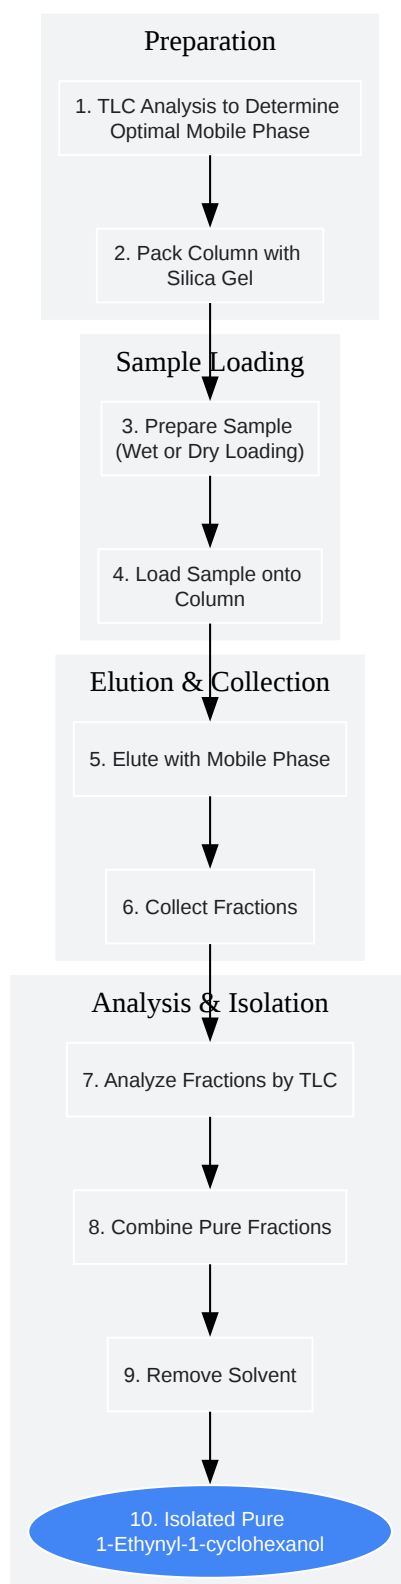 Preparation
1. TLC Analysis to Determine
Optimal Mobile Phase
2. Pack Column with
Silica Gel
Sample Loading
3. Prepare Sample
(Wet or Dry Loading)
4. Load Sample onto
Column
Elution & Collection
5. Elute with Mobile Phase
6. Collect Fractions
Analysis & Isolation
7. Analyze Fractions by TLC
8. Combine Pure Fractions
9. Remove Solvent
10. Isolated Pure
1-Ethynyl-1-cyclohexanol